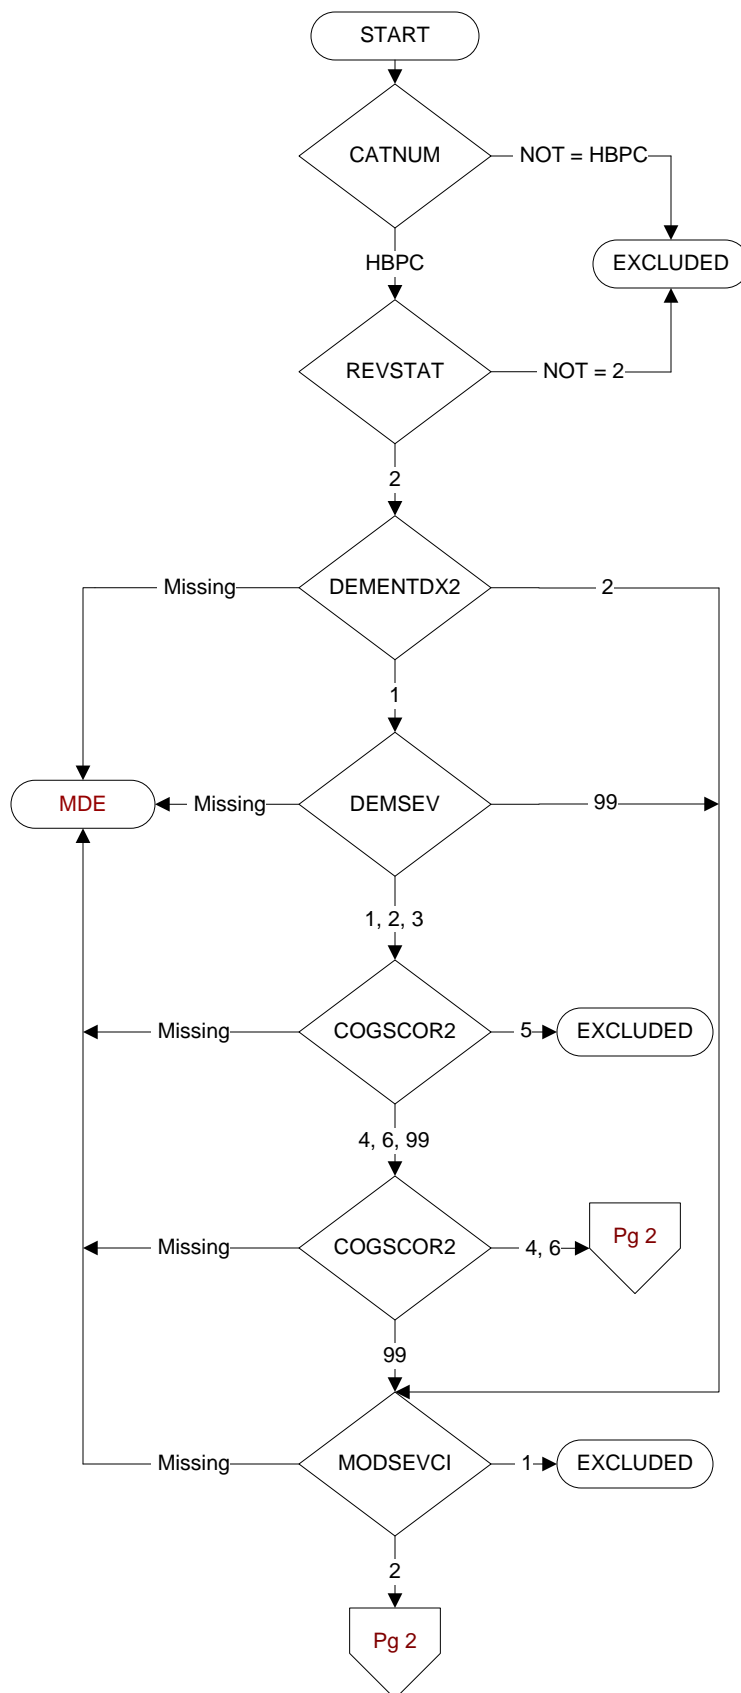 START
CATNUM
NOT = HBPC
HBPC
EXCLUDED
REVSTAT
NOT = 2
2
Missing
DEMENTDX2
2
1
MDE
Missing
DEMSEV
99
1, 2, 3
Missing
COGSCOR2
5
EXCLUDED
4, 6, 99
Missing
COGSCOR2
4, 6
Pg 2
99
Missing
MODSEVCI
1
EXCLUDED
2
Pg 2